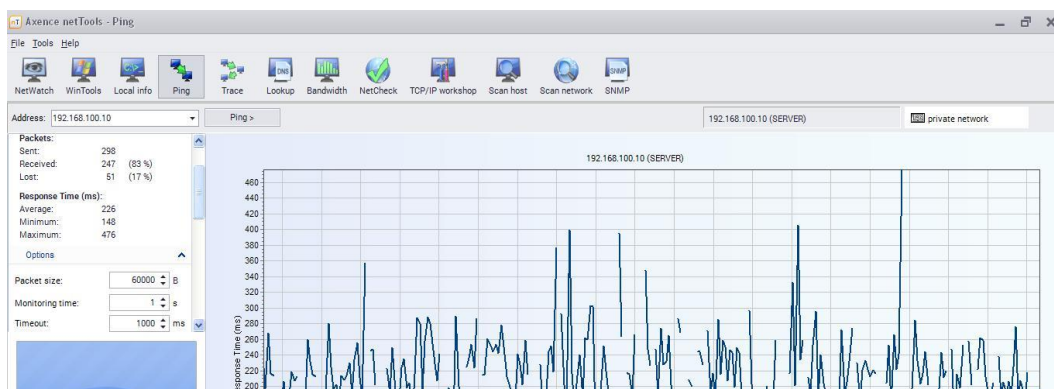 Axence netTools - Ping
File Tools Help
NetWatch WinTools Local info Ping Trace Lookup Bandwidth NetCheck TCP/IP workshop Scan host Scan network SNMP
Address: 192.168.100.10 Ping > 192.168.100.10 (SERVER) private network
Packets:
Sent: 298
Received: 247 (83 %)
Lost: 51 (17 %)
Response Time (ms):
Average: 226
Minimum: 148
Maximum: 476
Options
Packet size: 60000 B
Monitoring time: 1 s
Timeout: 1000 ms
192.168.100.10 (SERVER)
460
440
420
400
380
360
340
320
300
280
260
240
220
200
Time (ms)